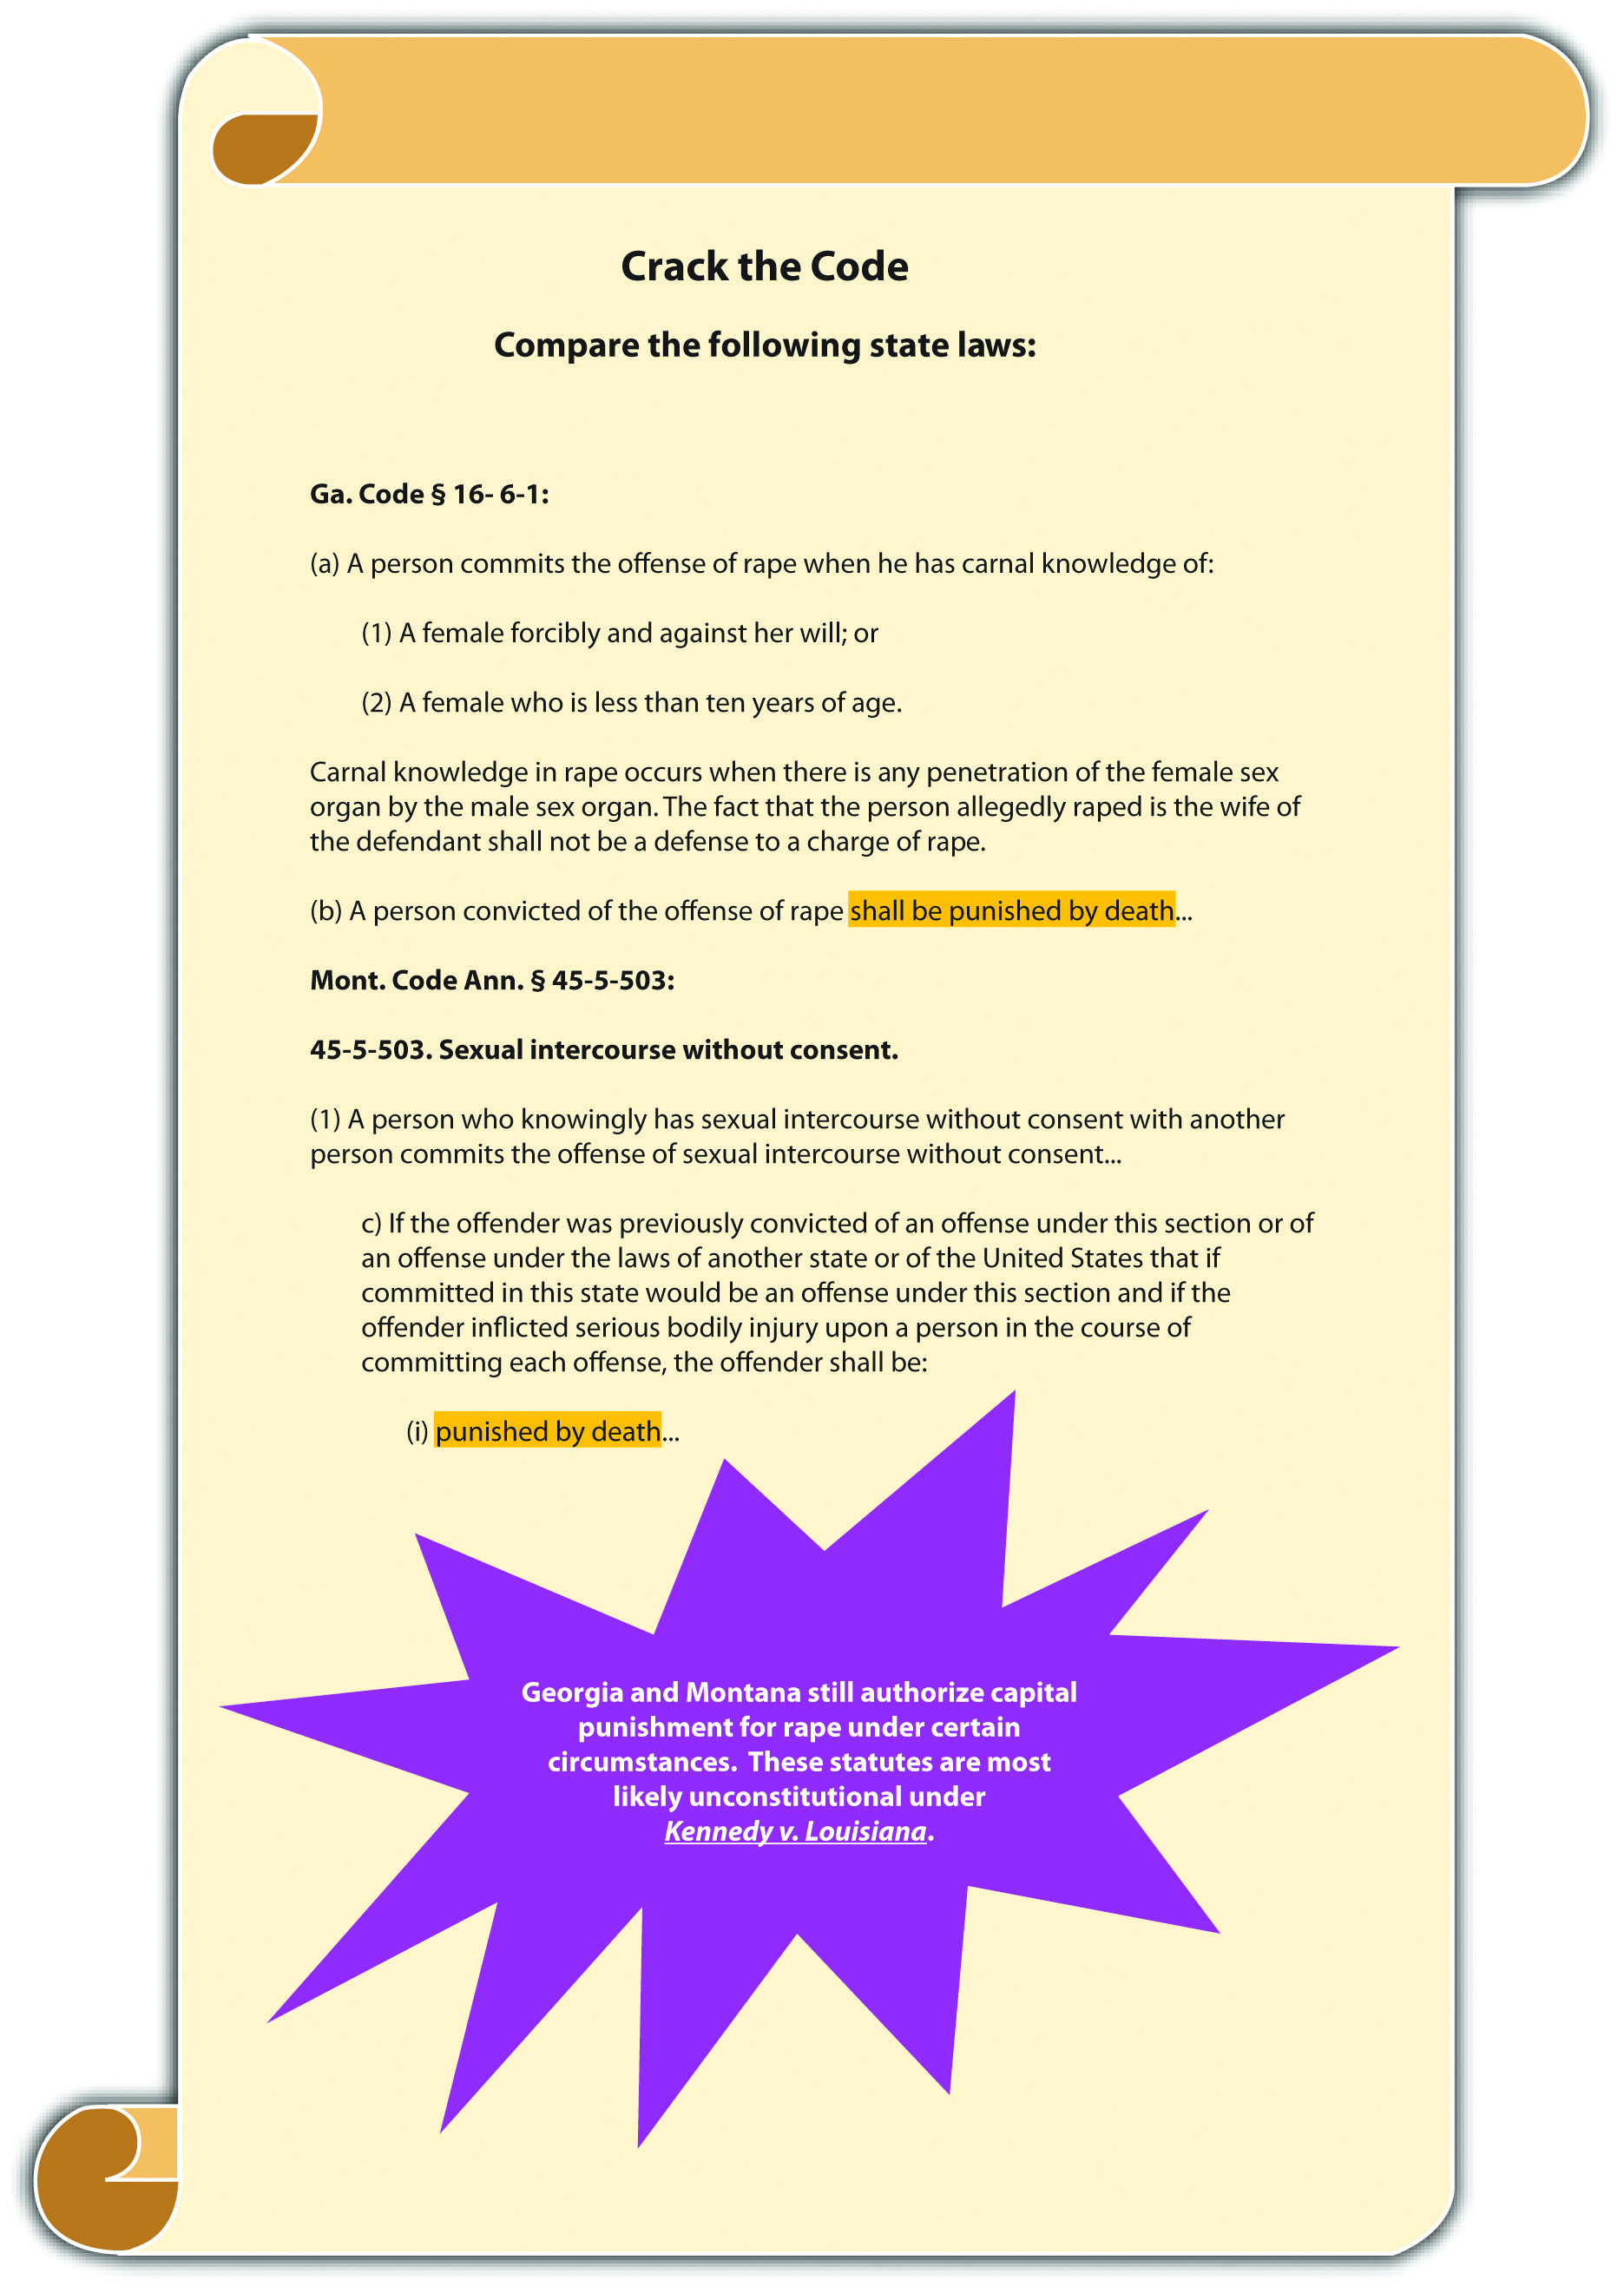 Crack the Code
Compare the following state laws:
Ga. Code § 16- 6-1:
(a) A person commits the offense of rape when he has carnal knowledge of:
(1) A female forcibly and against her will; or
(2) A female who is less than ten years of age.
Carnal knowledge in rape occurs when there is any penetration of the female sex
organ by the male sex organ. The fact that the person allegedly raped is the wife of
the defendant shall not be a defense to a charge of rape.
(b) A person convicted of the offense of rape shall be punished by death...
Mont. Code Ann. § 45-5-503:
45-5-503. Sexual intercourse without consent.
(1) A person who knowingly has sexual intercourse without consent with another
person commits the offense of sexual intercourse without consent...
c) If the offender was previously convicted of an offense under this section or of
an offense under the laws of another state or of the United States that if
committed in this state would be an offense under this section and if the
offender inflicted serious bodily injury upon a person in the course of
committing each offense, the offender shall be:
(i) punished by death...
Georgia and Montana still authorize capital
punishment for rape under certain
circumstances. These statutes are most
likely unconstitutional under
Kennedy v. Louisiana.